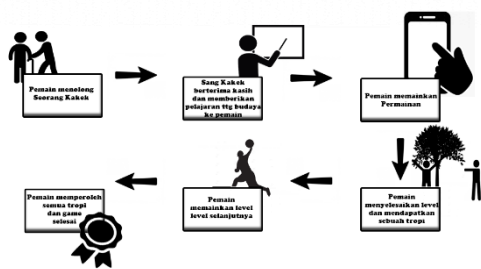 Pemain menolong
Seorang Kakek
Sang Kakek
berterima kasih
dan memberikan
pelajaran ttg budaya
ke pemain
Pemain memainkan
Permainan
Pemain
menyelesaikan level
dan mendapatkan
sebuah tropi
Pemain
memainkan level
level selanjutnya
Pemain memperoleh
semua tropi
dan game
selesai